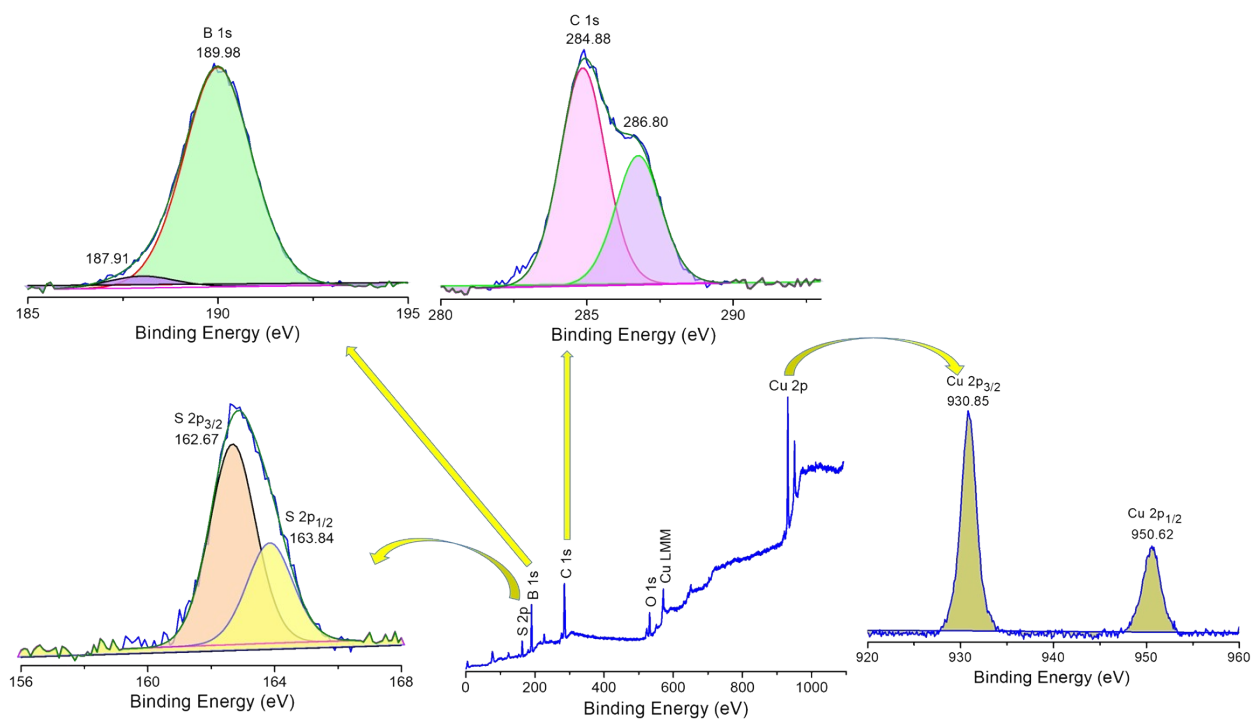 B 1s
189.98
187.91
185 190 195
Binding Energy (eV)
C 1s
284.88
286.80
280 285 290
Binding Energy (eV)
S 2p3/2
162.67
S 2p1/2
163.84
156 160 164 168
Binding Energy (eV)
S 2p
B 1s
C 1s
O 1s
Cu LMM
Cu 2p
0 200 400 600 800 1000
Binding Energy (eV)
Cu 2p3/2
930.85
Cu 2p1/2
950.62
920 930 940 950 960
Binding Energy (eV)